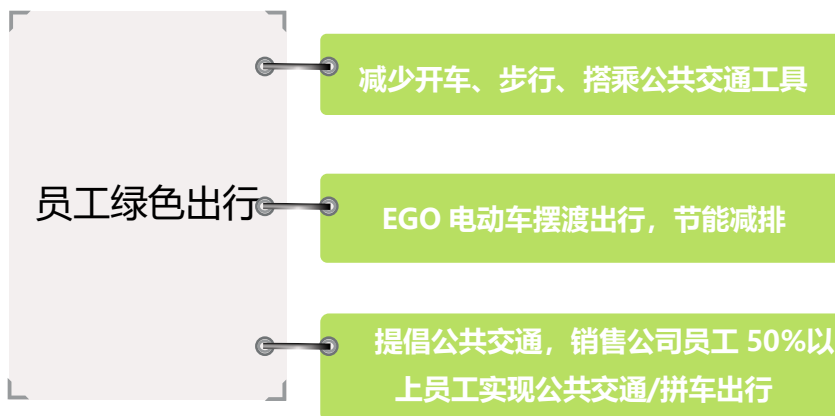 员工绿色出行
减少开车、步行、搭乘公共交通工具
EGO 电动车摆渡出行，节能减排
提倡公共交通，销售公司员工 50%以
上员工实现公共交通/拼车出行